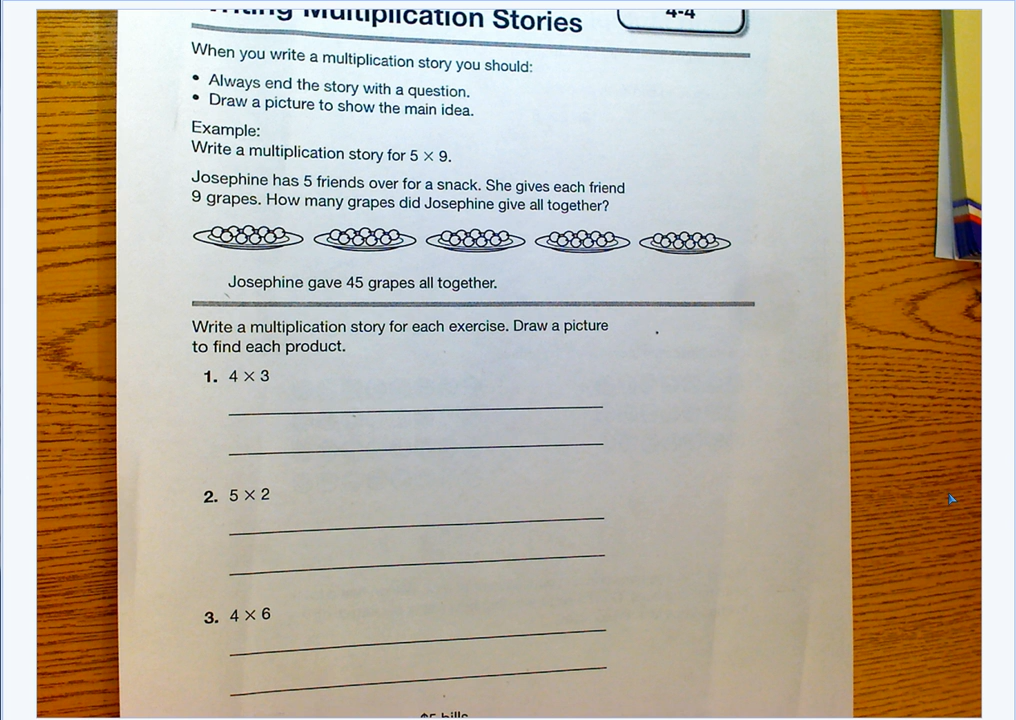 Writing Multiplication Stories
4-4
When you write a multiplication story you should:
• Always end the story with a question.
• Draw a picture to show the main idea.
Example:
Write a multiplication story for 5 × 9.
Josephine has 5 friends over for a snack. She gives each friend
9 grapes. How many grapes did Josephine give all together?
Josephine gave 45 grapes all together.
Write a multiplication story for each exercise. Draw a picture
to find each product.
1. 4 × 3
2. 5 × 2
3. 4 × 6